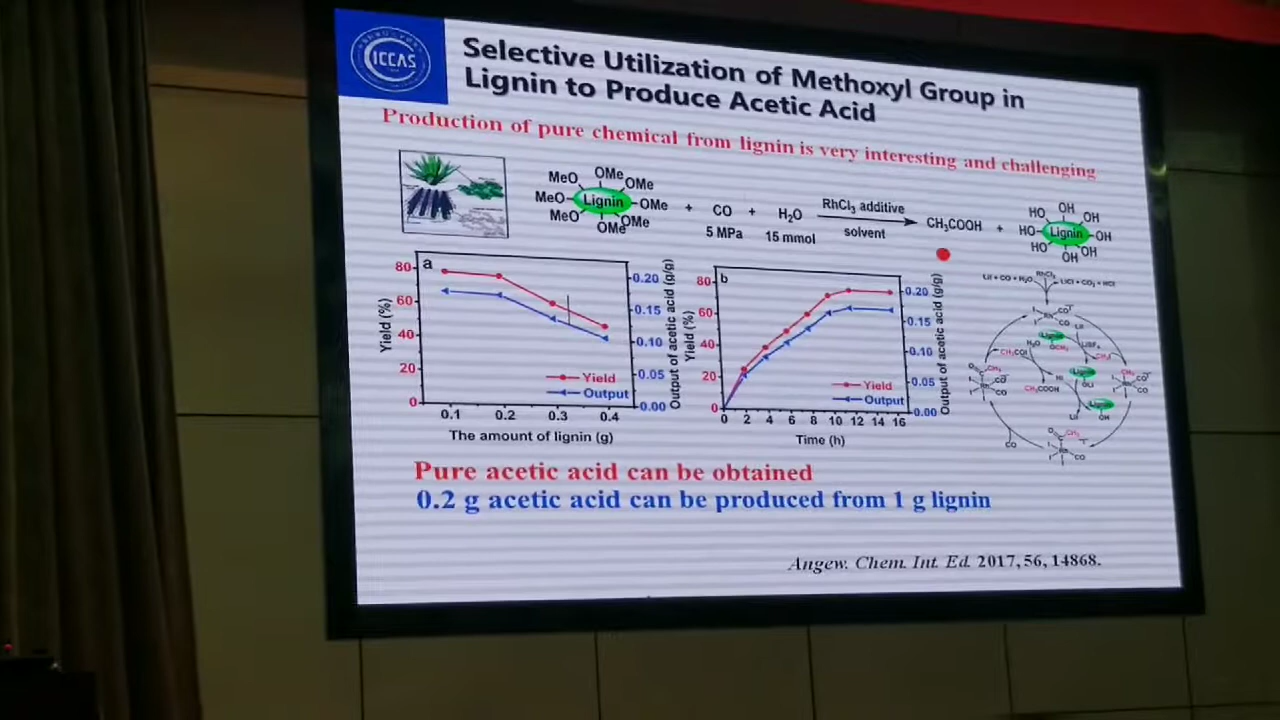 ICCAS
Selective Utilization of Methoxyl Group in
Lignin to Produce Acetic Acid
Production of pure chemical from lignin is very interesting and challenging
OMe
MeO OMe
MeO Lignin OMe
MeO OMe
OMe
+ CO + H₂O
5 MPa 15 mmol
RhCl₃ additive
solvent
CH₃COOH +
OH
HO OH
HO Lignin OH
HO OH
OH
a
Yield (%)
80
60
40
20
0
0.1 0.2 0.3 0.4
The amount of lignin (g)
0.20
0.15
0.10
0.05
0.00
Output of acetic acid (g/g)
Yield
Output
b
Yield (%)
80
60
40
20
0
0 2 4 6 8 10 12 14 16
Time (h)
0.20
0.15
0.10
0.05
0.00
Output of acetic acid (g/g)
Yield
Output
RhCl₃
CH₃COOH
CO
Pure acetic acid can be obtained
0.2 g acetic acid can be produced from 1 g lignin
Angew. Chem. Int. Ed. 2017, 56, 14868.